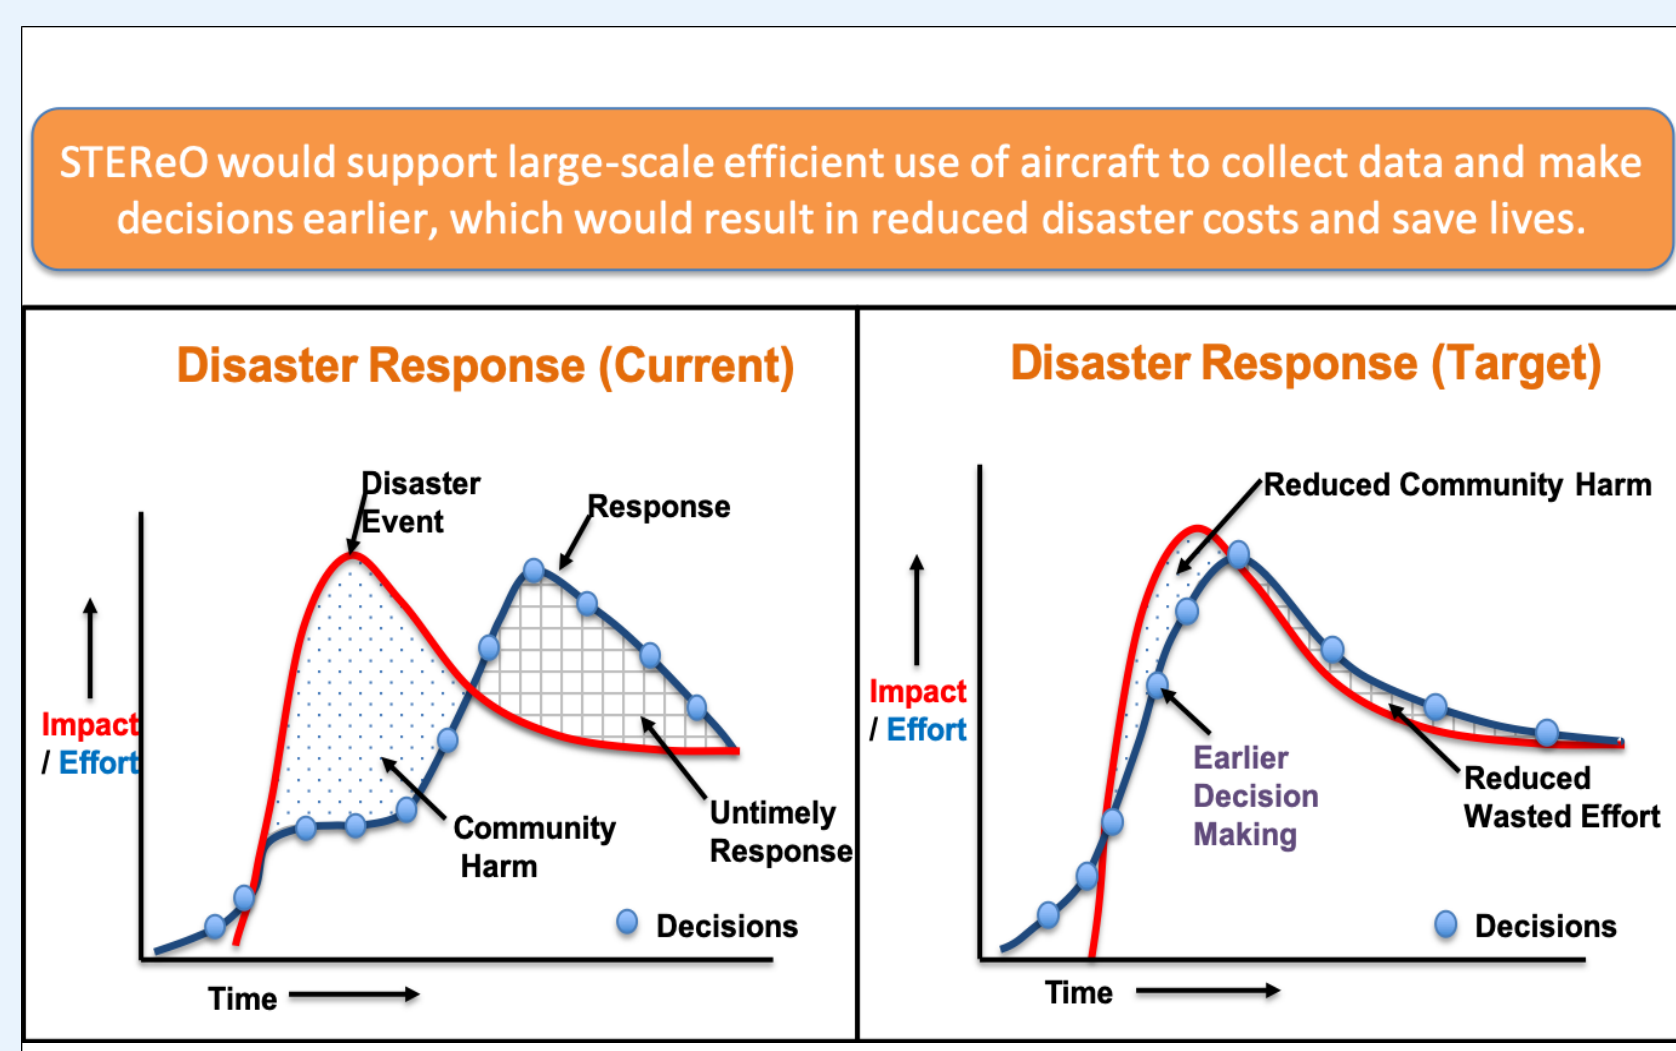 STEReO would support large-scale efficient use of aircraft to collect data and make
decisions earlier, which would result in reduced disaster costs and save lives.
Disaster Response (Current)
Disaster
Event
Response
Impact
/ Effort
Community
Harm
Untimely
Response
Decisions
Time
Disaster Response (Target)
Reduced Community Harm
Impact
/ Effort
Earlier
Decision
Making
Reduced
Wasted Effort
Decisions
Time